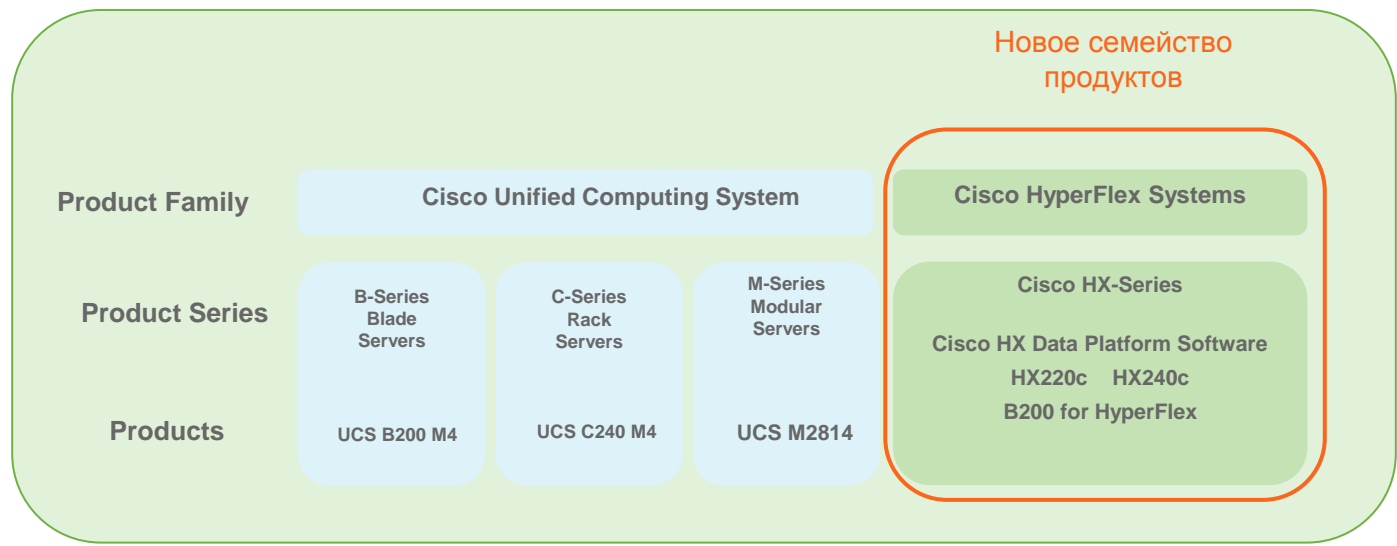 Новое семейство
продуктов
Product Family
Cisco Unified Computing System
Cisco HyperFlex Systems
Product Series
B-Series
Blade
Servers
C-Series
Rack
Servers
M-Series
Modular
Servers
Cisco HX-Series
Cisco HX Data Platform Software
HX220c HX240c
B200 for HyperFlex
Products
UCS B200 M4
UCS C240 M4
UCS M2814